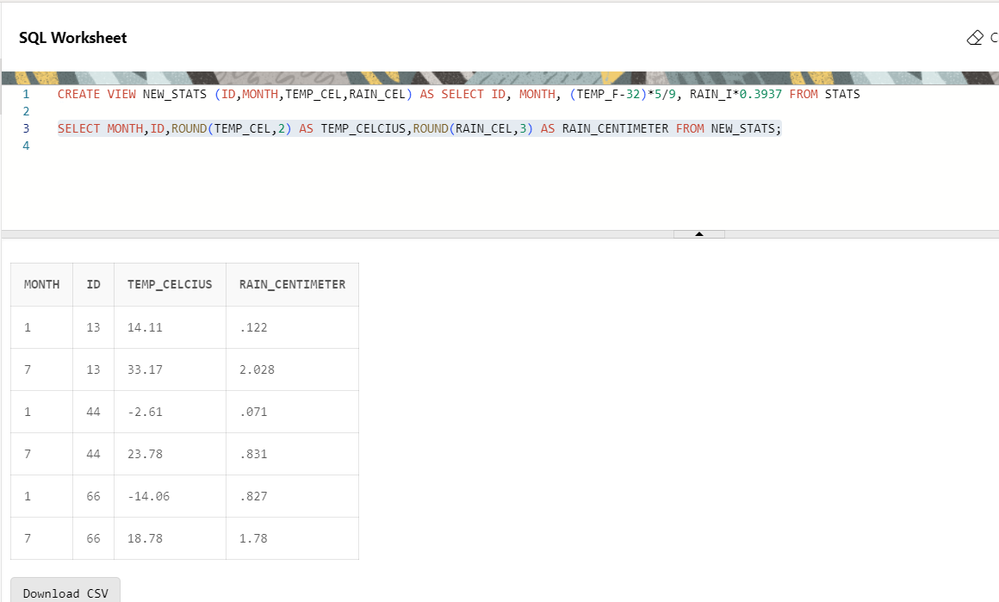 SQL Worksheet
C
1 CREATE VIEW NEW_STATS (ID,MONTH,TEMP_CEL,RAIN_CEL) AS SELECT ID, MONTH, (TEMP_F-32)*5/9, RAIN_I*0.3937 FROM STATS
2
3 SELECT MONTH,ID,ROUND(TEMP_CEL,2) AS TEMP_CELCIUS,ROUND(RAIN_CEL,3) AS RAIN_CENTIMETER FROM NEW_STATS;
4
MONTH ID TEMP_CELCIUS RAIN_CENTIMETER
1 13 14.11 .122
7 13 33.17 2.028
1 44 -2.61 .071
7 44 23.78 .831
1 66 -14.06 .827
7 66 18.78 1.78
Download CSV